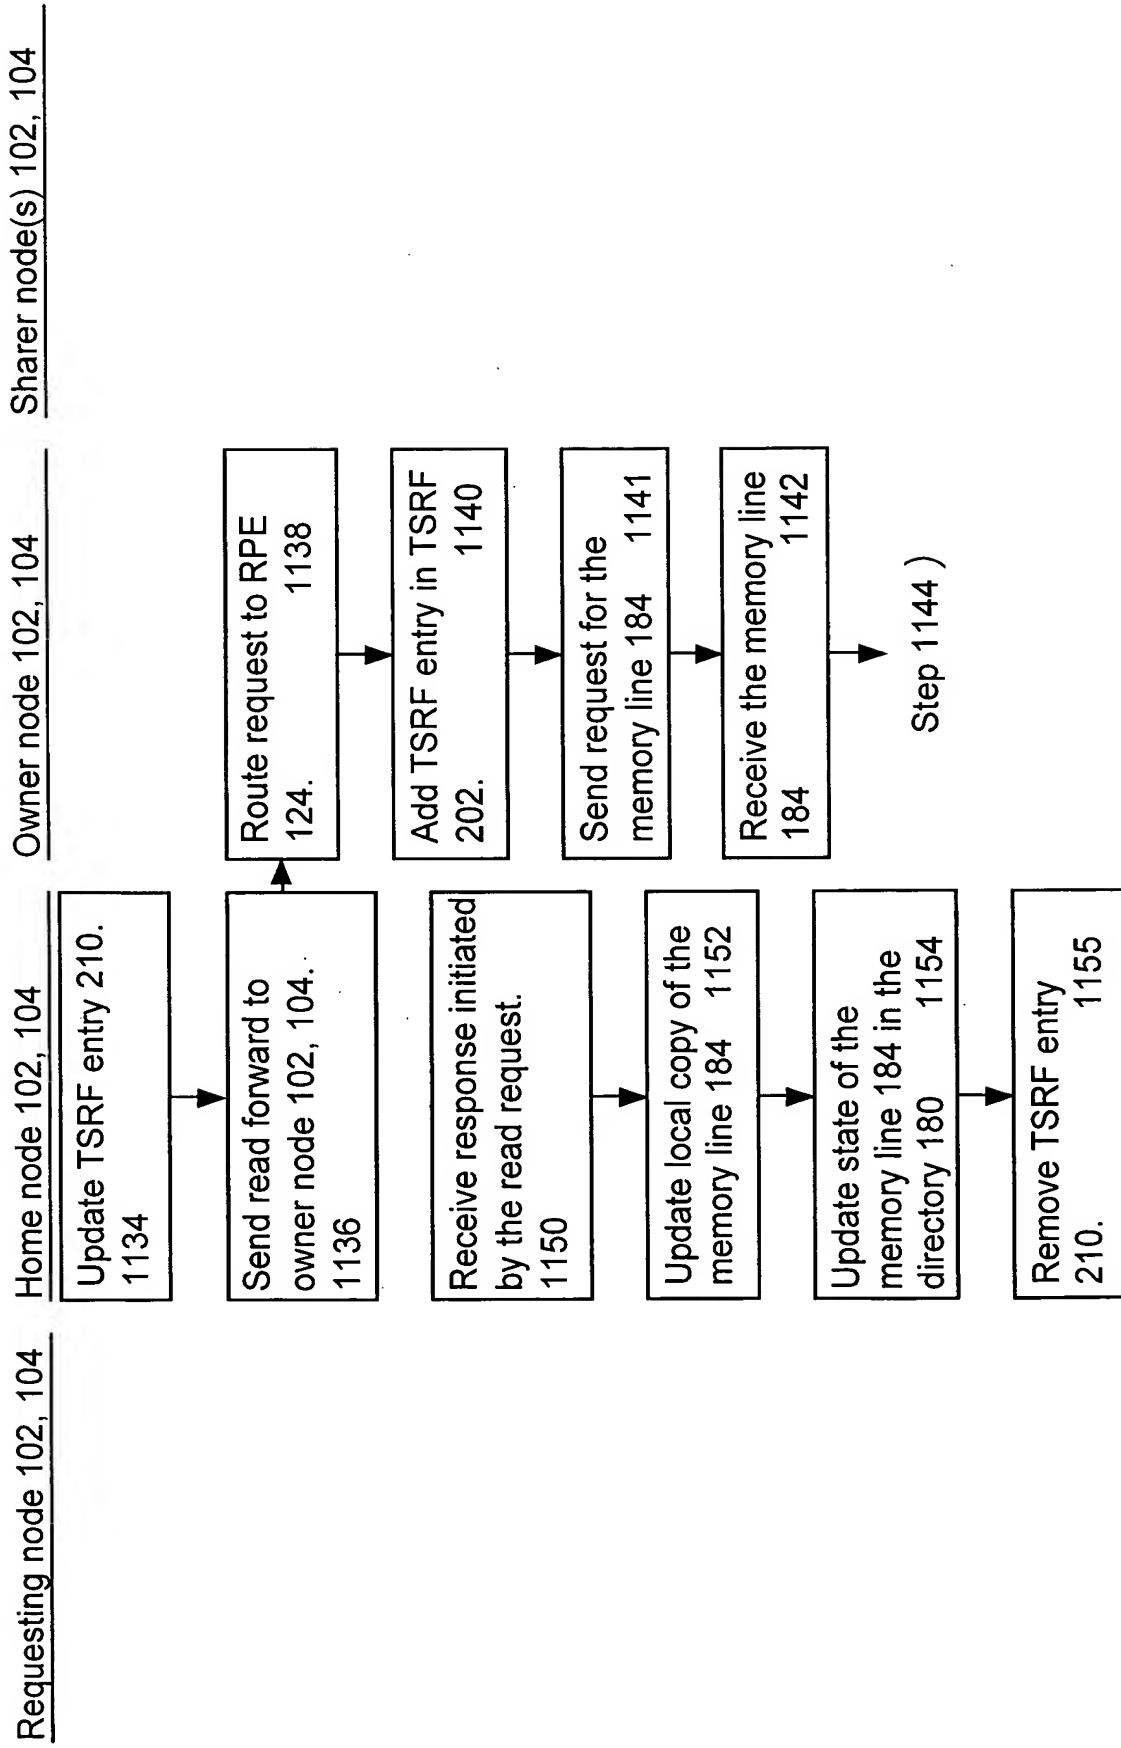 Requesting node 102, 104
Home node 102, 104
Owner node 102, 104
Sharer node(s) 102, 104
Update TSRF entry 210.
1134
Send read forward to
owner node 102, 104.
1136
Route request to RPE
124. 1138
Add TSRF entry in TSRF
202. 1140
Send request for the
memory line 184 1141
Receive the memory line
184 1142
Step 1144 )
Receive response initiated
by the read request.
1150
Update local copy of the
memory line 184 1152
Update state of the
memory line 184 in the
directory 180 1154
Remove TSRF entry
210. 1155